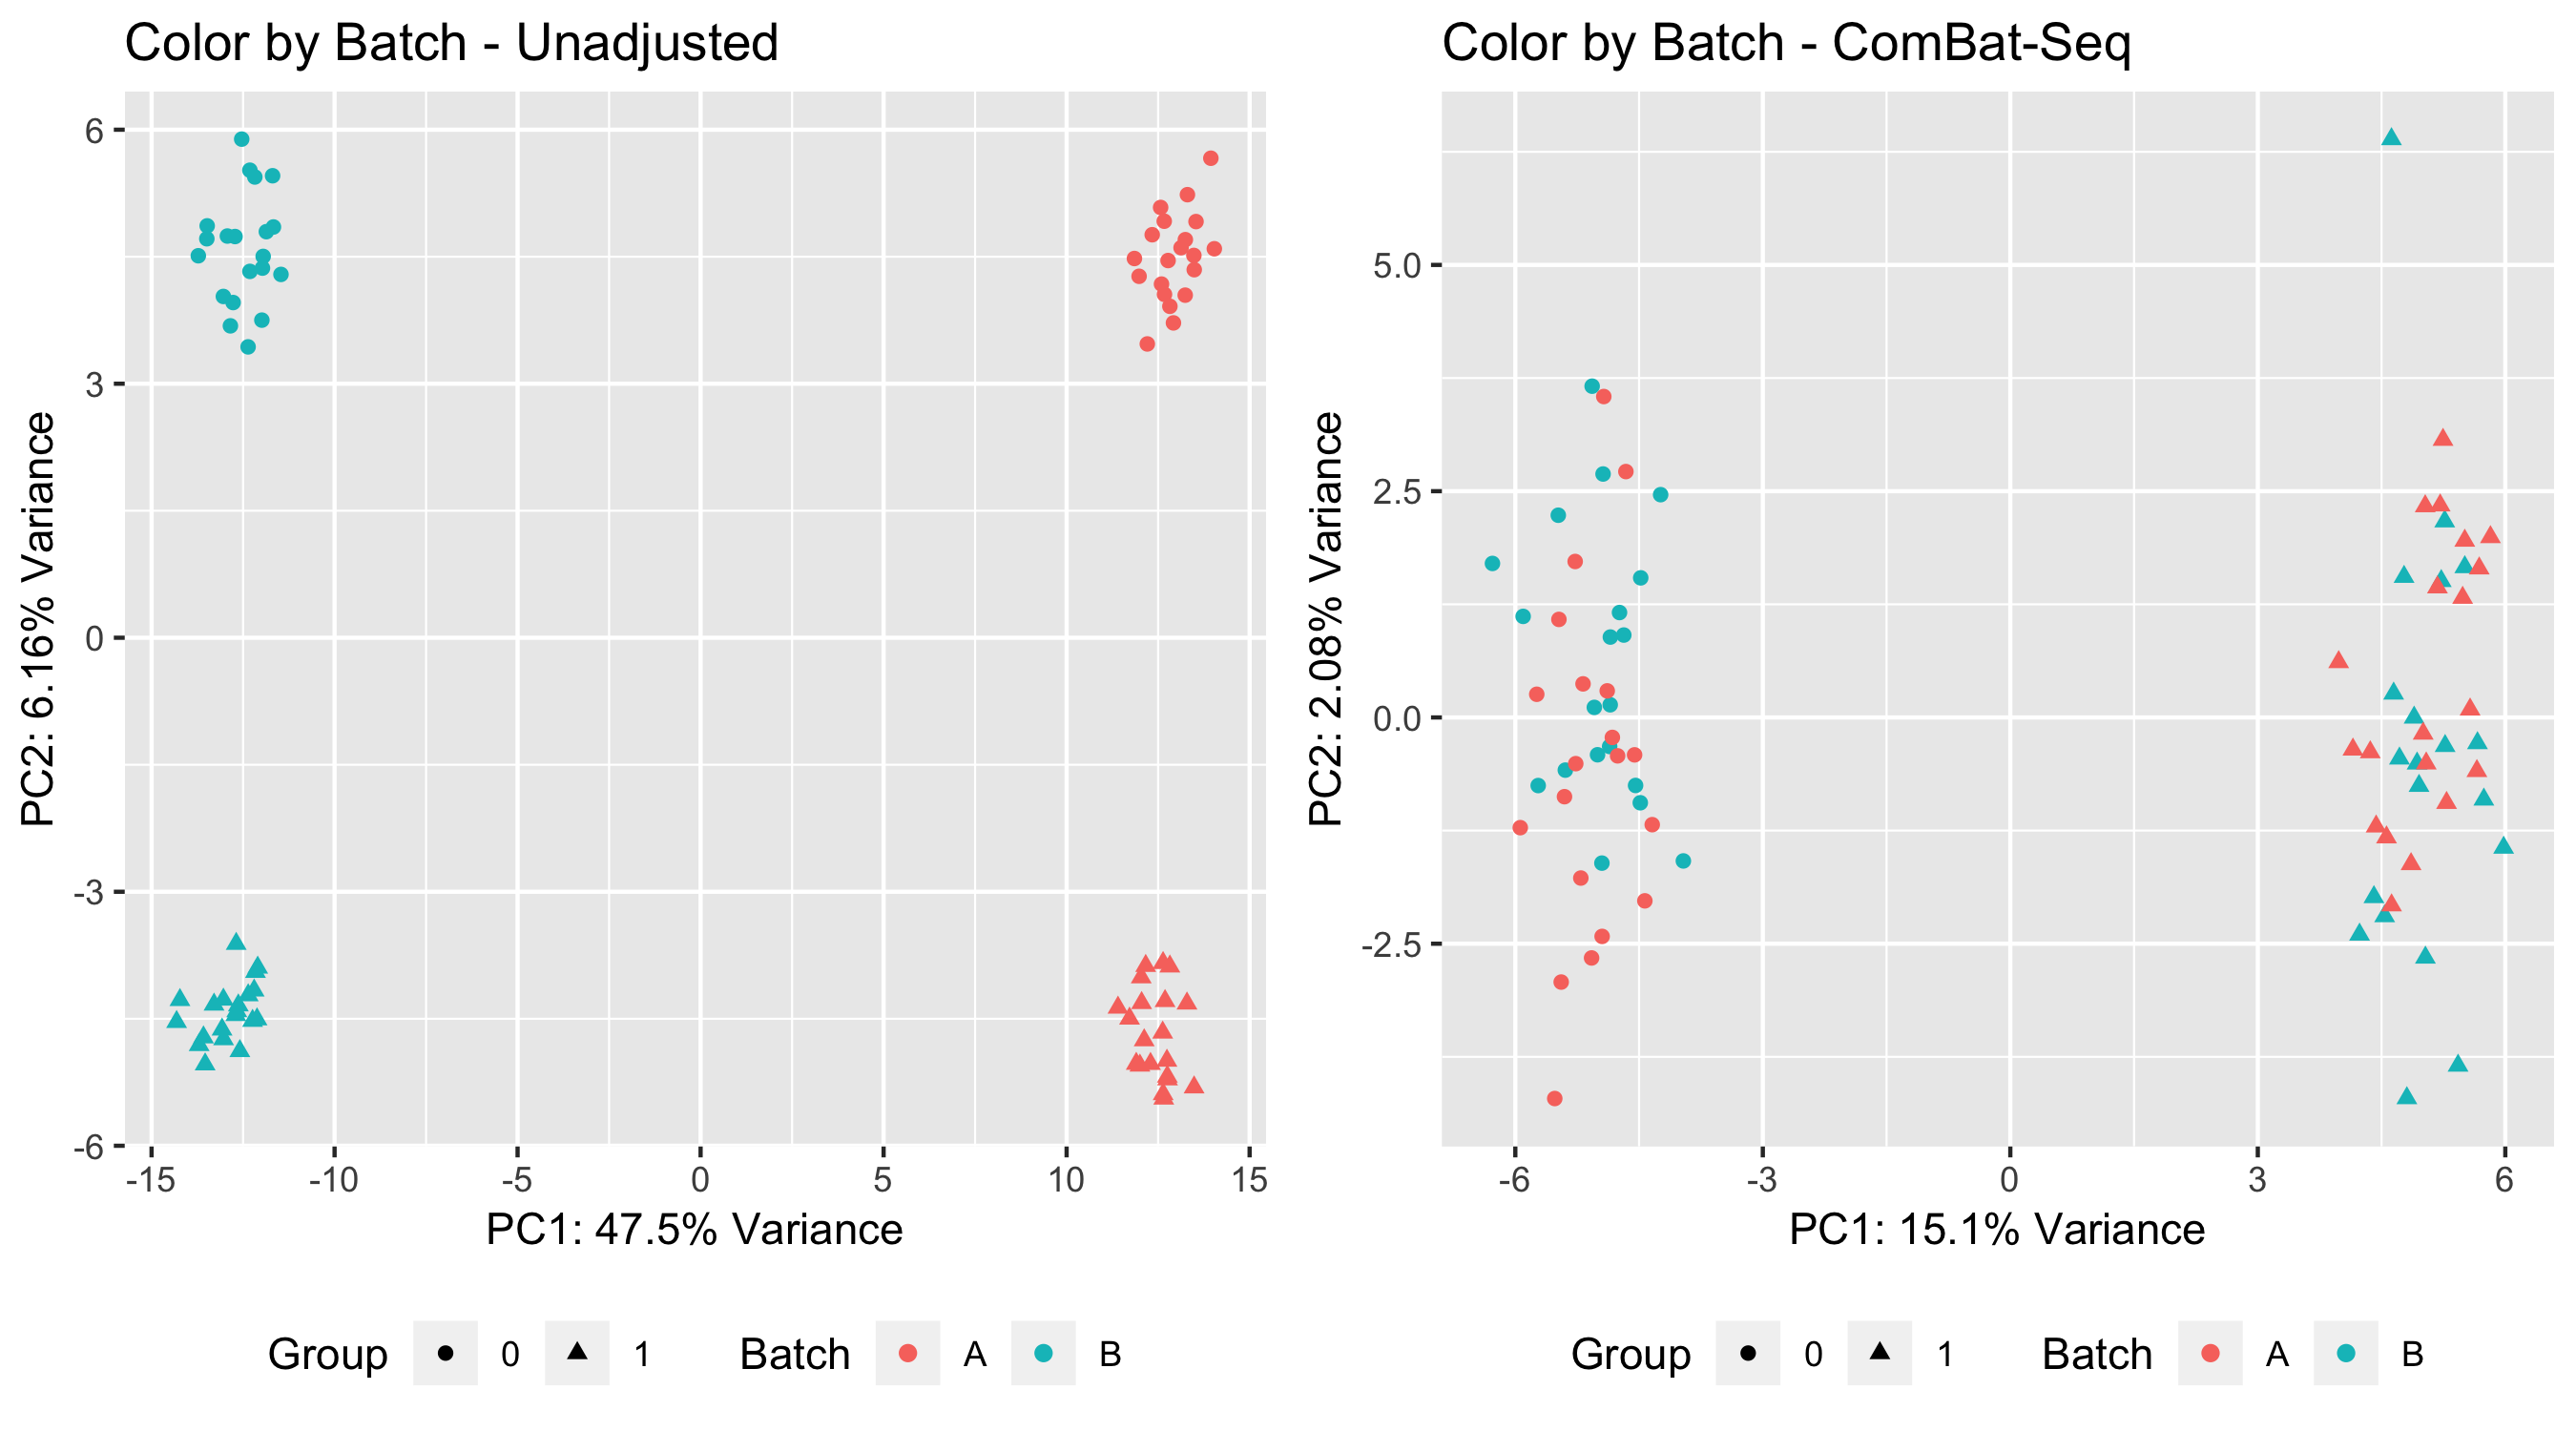 Color by Batch - Unadjusted
6
3
0
-3
-6
PC2: 6.16% Variance
-15 -10 -5 0 5 10 15
PC1: 47.5% Variance
Group 0 1 Batch A B
Color by Batch - ComBat-Seq
5.0
2.5
0.0
-2.5
PC2: 2.08% Variance
-6 -3 0 3 6
PC1: 15.1% Variance
Group 0 1 Batch A B